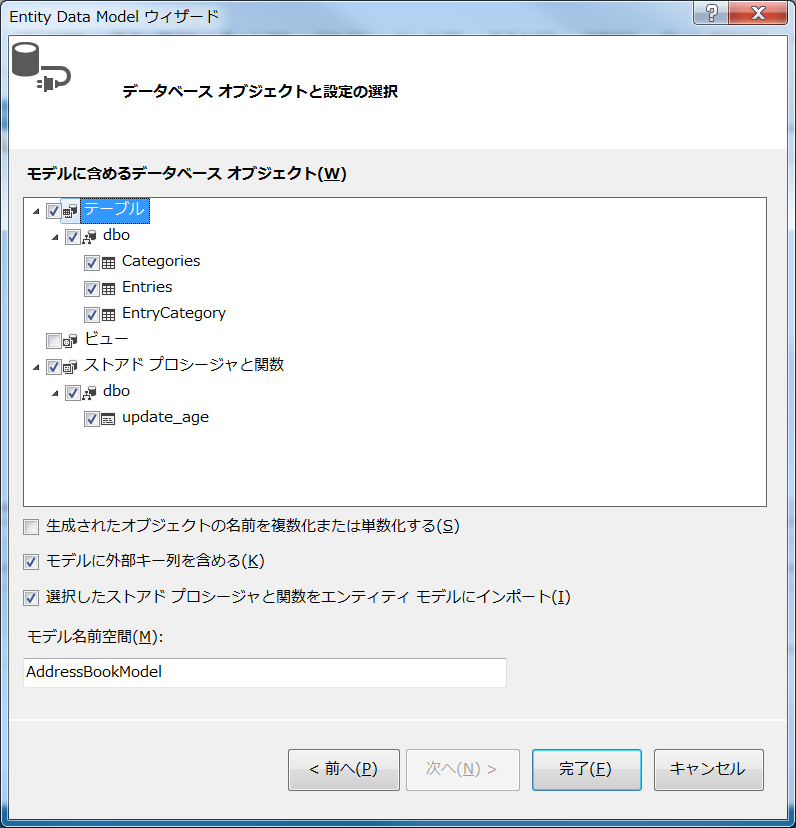 Entity Data Model ウィザード
データベース オブジェクトと設定の選択
モデルに含めるデータベース オブジェクト(W)
テーブル
dbo
Categories
Entries
EntryCategory
ビュー
ストアド プロシージャと関数
dbo
update_age
生成されたオブジェクトの名前を複数化または単数化する(S)
モデルに外部キー列を含める(K)
選択したストアド プロシージャと関数をエンティティ モデルにインポート(I)
モデル名前空間(M):
AddressBookModel
< 前へ(P) 次へ(N) > 完了(F) キャンセル